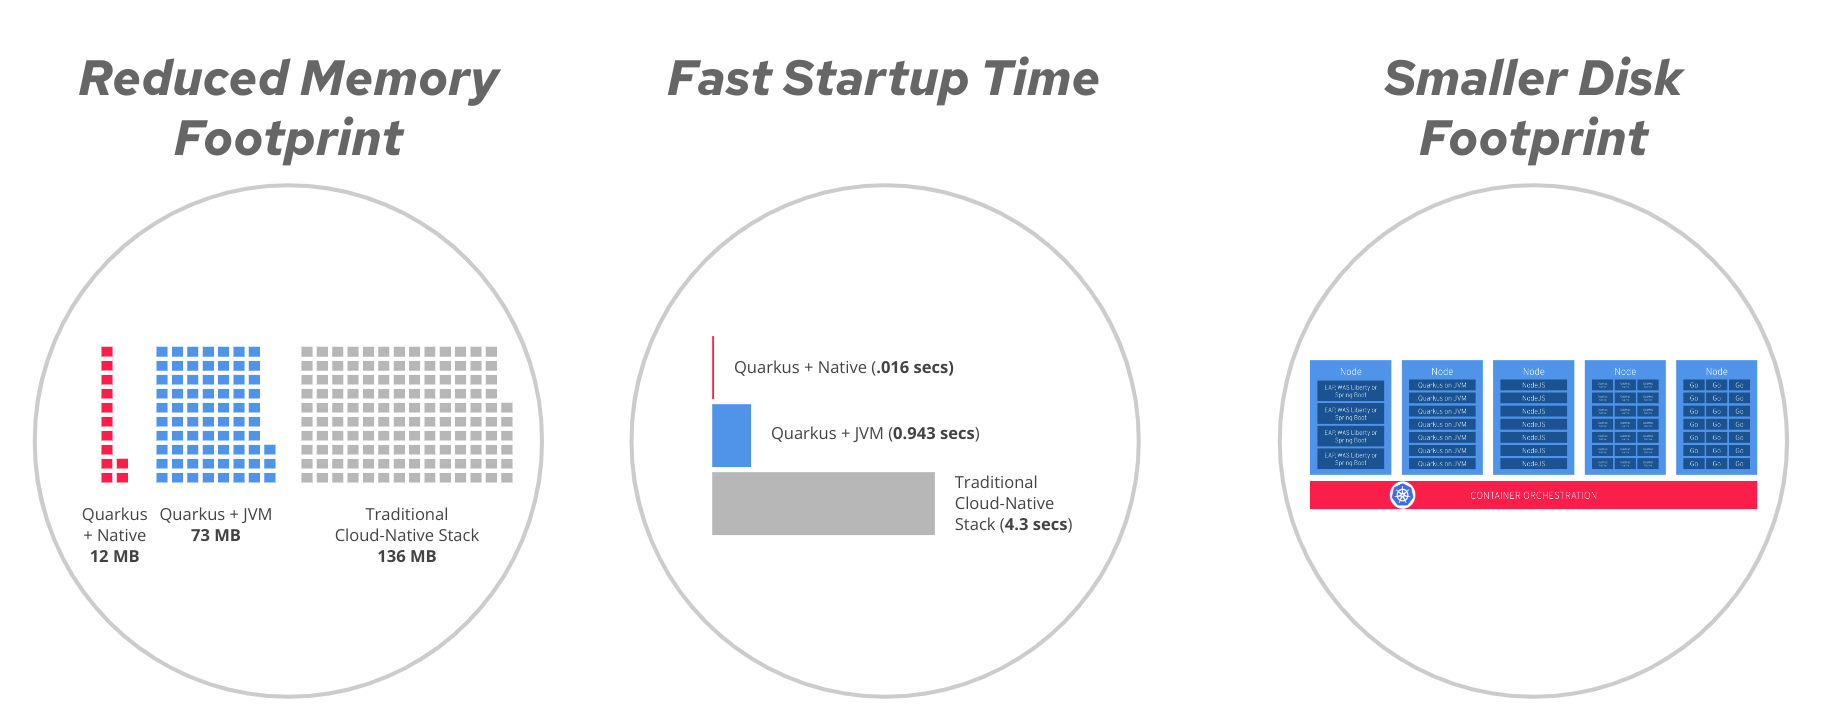 Reduced Memory
Footprint
Quarkus
+ Native
12 MB
Quarkus + JVM
73 MB
Traditional
Cloud-Native Stack
136 MB
Fast Startup Time
Quarkus + Native (.016 secs)
Quarkus + JVM (0.943 secs)
Traditional
Cloud-Native
Stack (4.3 secs)
Smaller Disk
Footprint
Node
EAP, WAS Liberty or
Spring Boot
EAP, WAS Liberty or
Spring Boot
EAP, WAS Liberty or
Spring Boot
EAP, WAS Liberty or
Spring Boot
Node
Quarkus on JVM
Quarkus on JVM
Quarkus on JVM
Quarkus on JVM
Quarkus on JVM
Quarkus on JVM
Quarkus on JVM
Node
NodeJS
NodeJS
NodeJS
NodeJS
NodeJS
NodeJS
NodeJS
Node
Node
Go Go Go
Go Go Go
Go Go Go
Go Go Go
Go Go Go
Go Go Go
Go Go Go
CONTAINER ORCHESTRATION